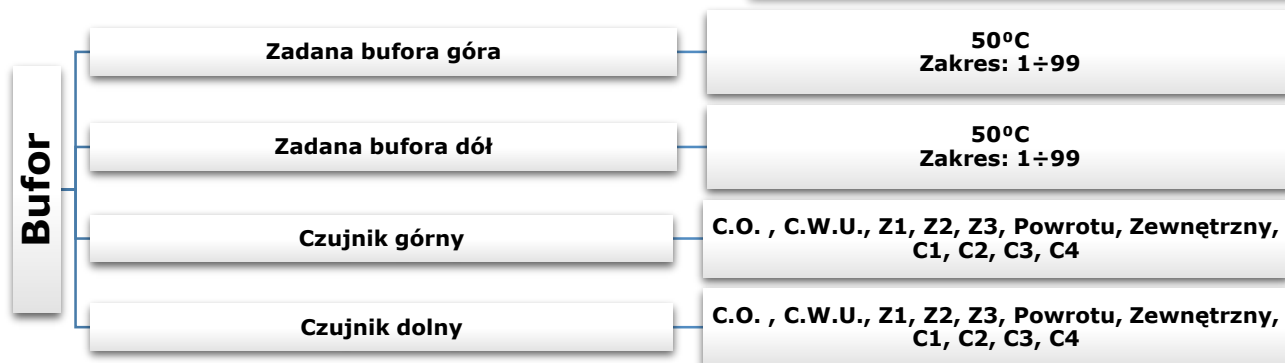 Bufor
Zadana bufora góra
50ºC
Zakres: 1÷99
Zadana bufora dół
50ºC
Zakres: 1÷99
Czujnik górny
C.O. , C.W.U., Z1, Z2, Z3, Powrotu, Zewnętrzny,
C1, C2, C3, C4
Czujnik dolny
C.O. , C.W.U., Z1, Z2, Z3, Powrotu, Zewnętrzny,
C1, C2, C3, C4